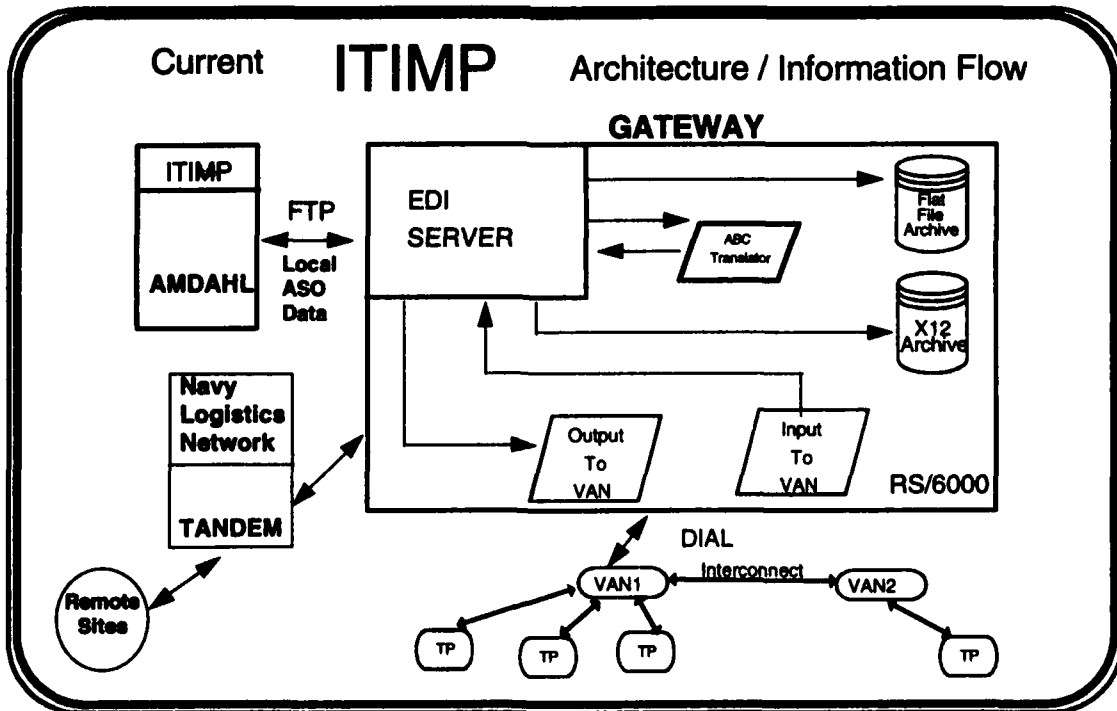 Current ITIMP Architecture / Information Flow
GATEWAY
ITIMP
AMDAHL
FTP
Local
ASO
Data
EDI
SERVER
ABC
Translator
Flat
File
Archive
X12
Archive
Navy
Logistics
Network
TANDEM
Output
To
VAN
Input
To
VAN
RS/6000
DIAL
Interconnect
VAN1
VAN2
Remote
Sites
TP
TP
TP
TP